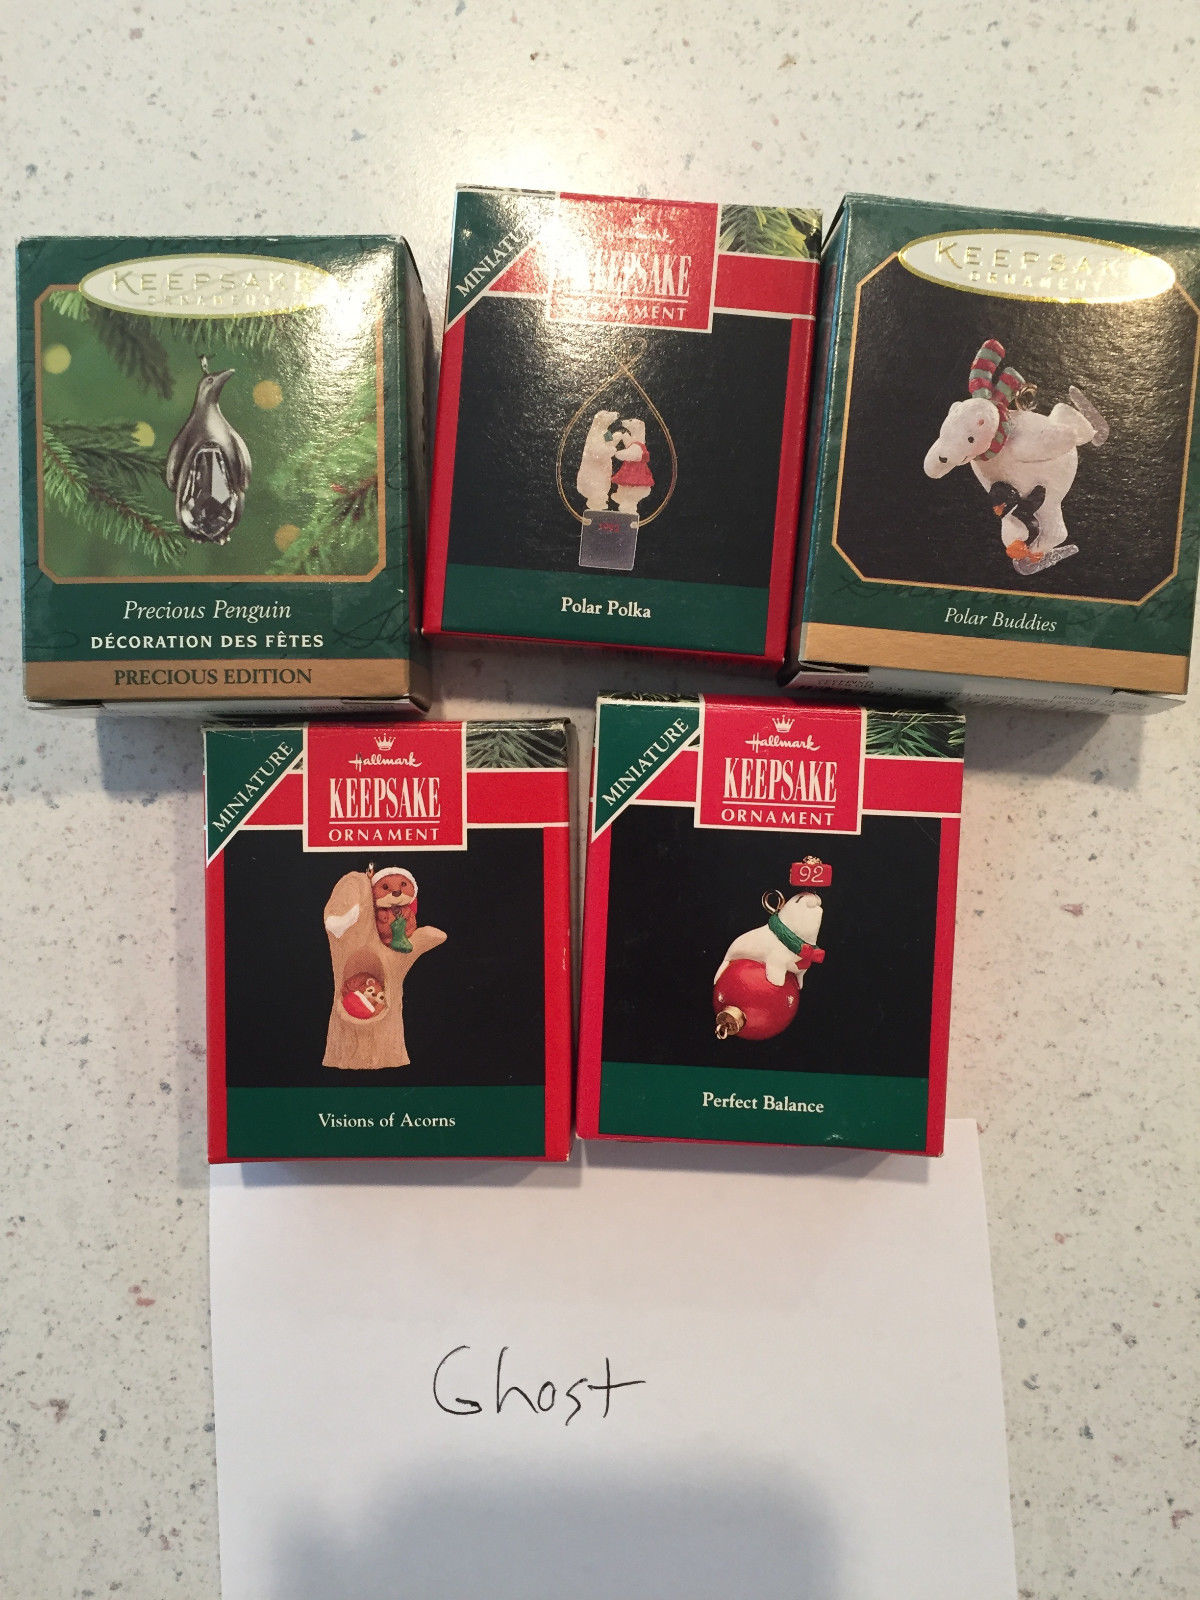 KEEPSAKE
ORNAMENT
Precious Penguin
DÉCORATION DES FÊTES
PRECIOUS EDITION
MINIATURE
Hallmark
KEEPSAKE
ORNAMENT
Polar Polka
KEEPSAKE
ORNAMENT
Polar Buddies
MINIATURE
Hallmark
KEEPSAKE
ORNAMENT
Visions of Acorns
MINIATURE
Hallmark
KEEPSAKE
ORNAMENT
92
Perfect Balance
Ghost